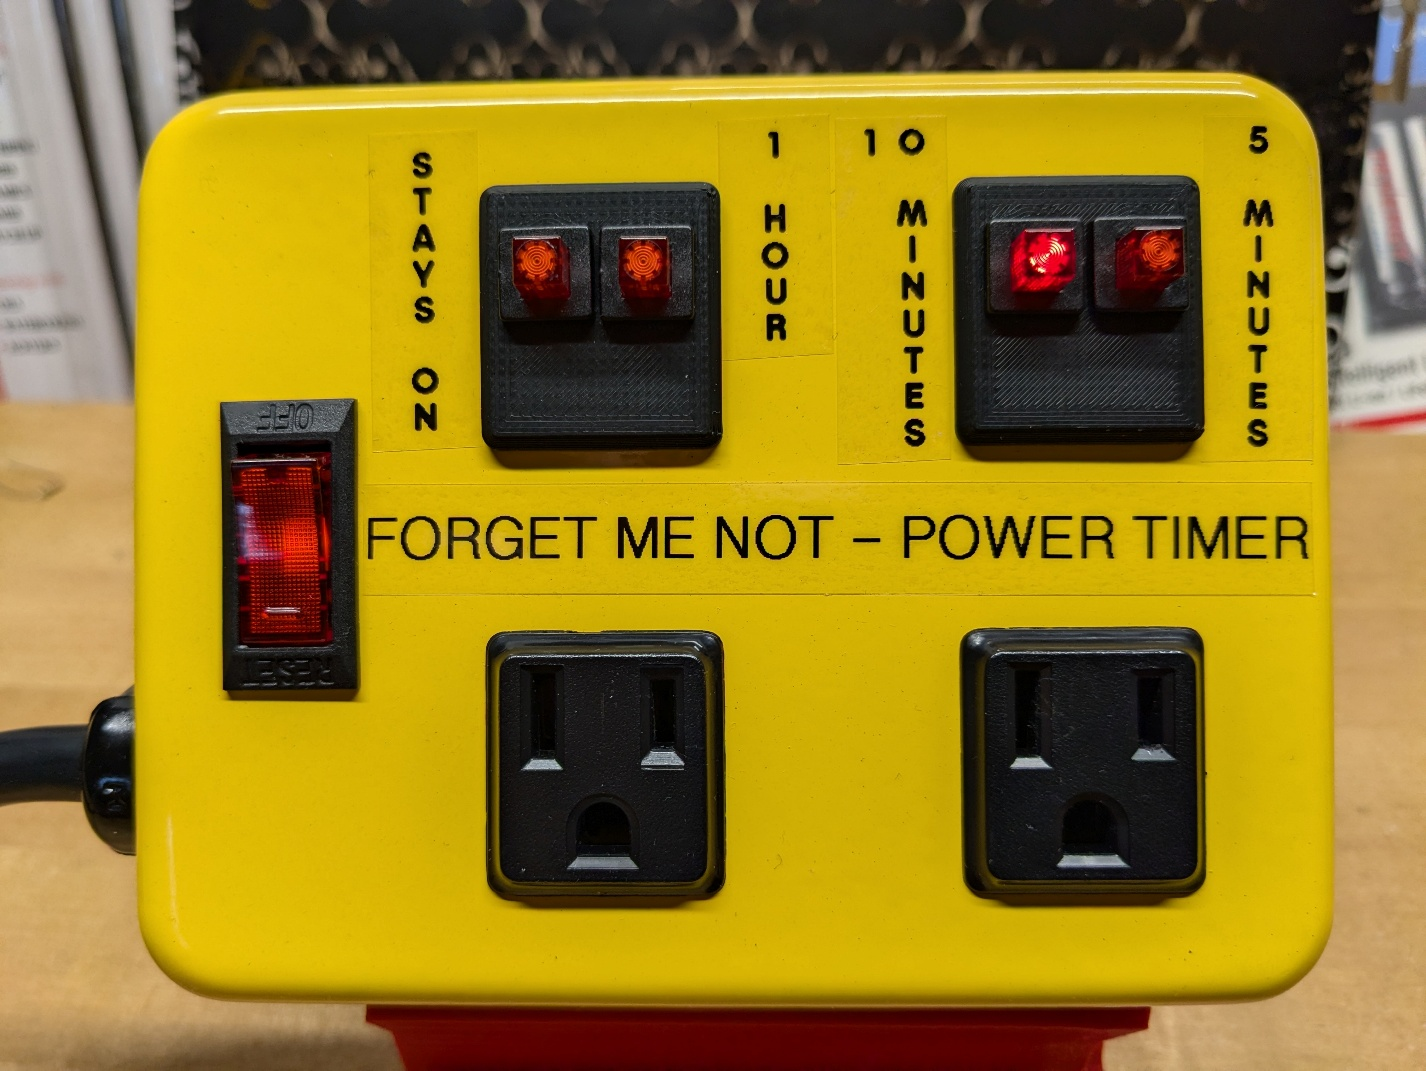 STAYS ON
1 HOUR
10 MINUTES
5 MINUTES
OFF
FORGET ME NOT – POWER TIMER
RESET